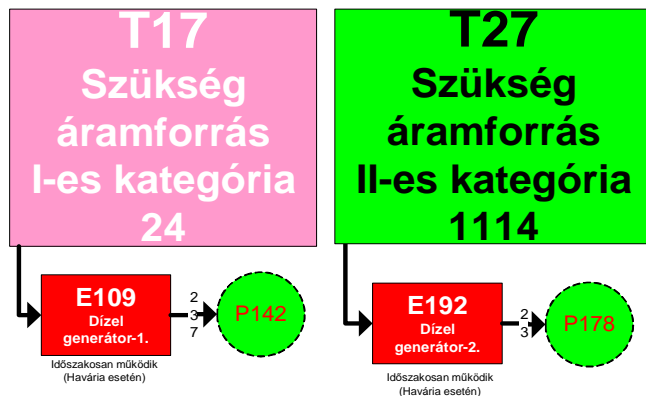 T17
Szükség
áramforrás
I-es kategória
24
T27
Szükség
áramforrás
II-es kategória
1114
E109
Dízel
generátor-1.
2
3
7
P142
Időszakosan működik
(Havária esetén)
E192
Dízel
generátor-2.
2
3
P178
Időszakosan működik
(Havária esetén)